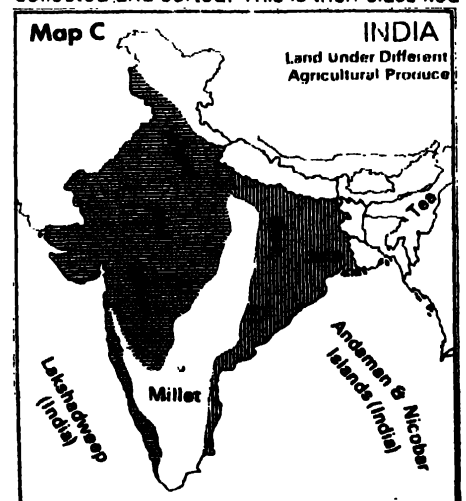 Map C
INDIA
Land Under Different
Agricultural Produce
Tea
Millet
Lakshadweep
(India)
Andaman & Nicobar
Islands (India)